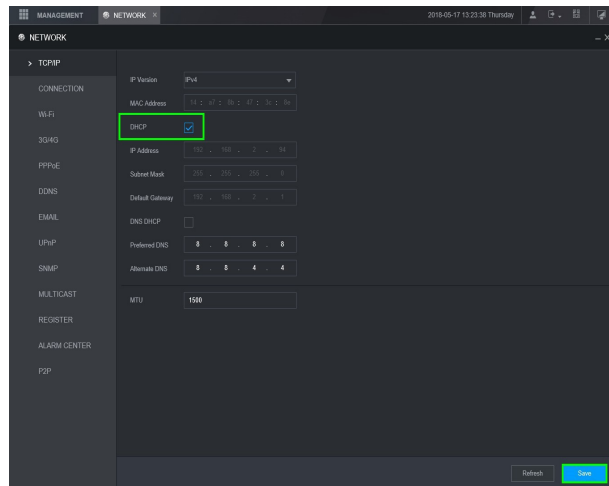 MANAGEMENT NETWORK × 2018-05-17 13:23:38 Thursday
NETWORK
> TCP/IP
CONNECTION
Wi-Fi
3G/4G
PPPoE
DDNS
EMAIL
UPnP
SNMP
MULTICAST
REGISTER
ALARM CENTER
P2P
IP Version IPv4
MAC Address
DHCP
IP Address 192 . 168 . 2 . 94
Subnet Mask 255 . 255 . 255 . 0
Default Gateway 192 . 168 . 2 . 1
DNS DHCP
Preferred DNS 8 . 8 . 8 . 8
Alternate DNS 8 . 8 . 4 . 4
MTU 1500
Refresh Save